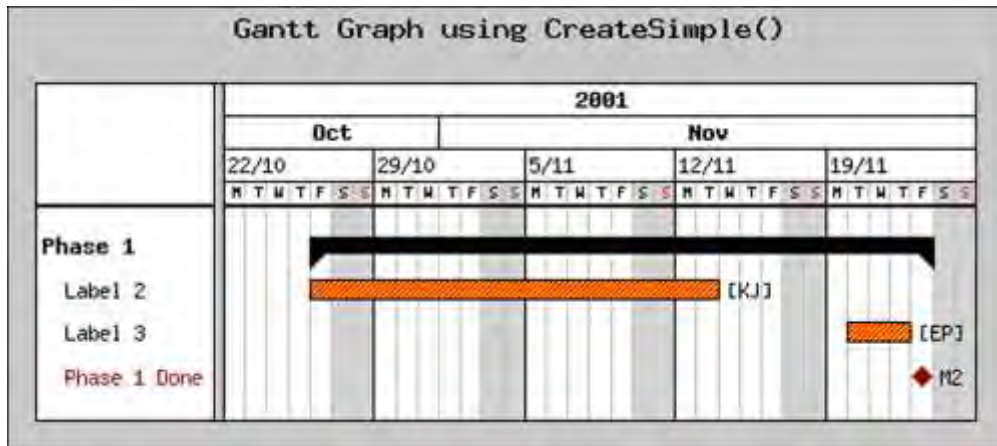 Gantt Graph using CreateSimple()
2001
Oct Nov
22/10 29/10 5/11 12/11 19/11
M T W T F S S M T W T F S S M T W T F S S M T W T F S S M T W T F S S
Phase 1
Label 2 [KJ]
Label 3 [EP]
Phase 1 Done M2